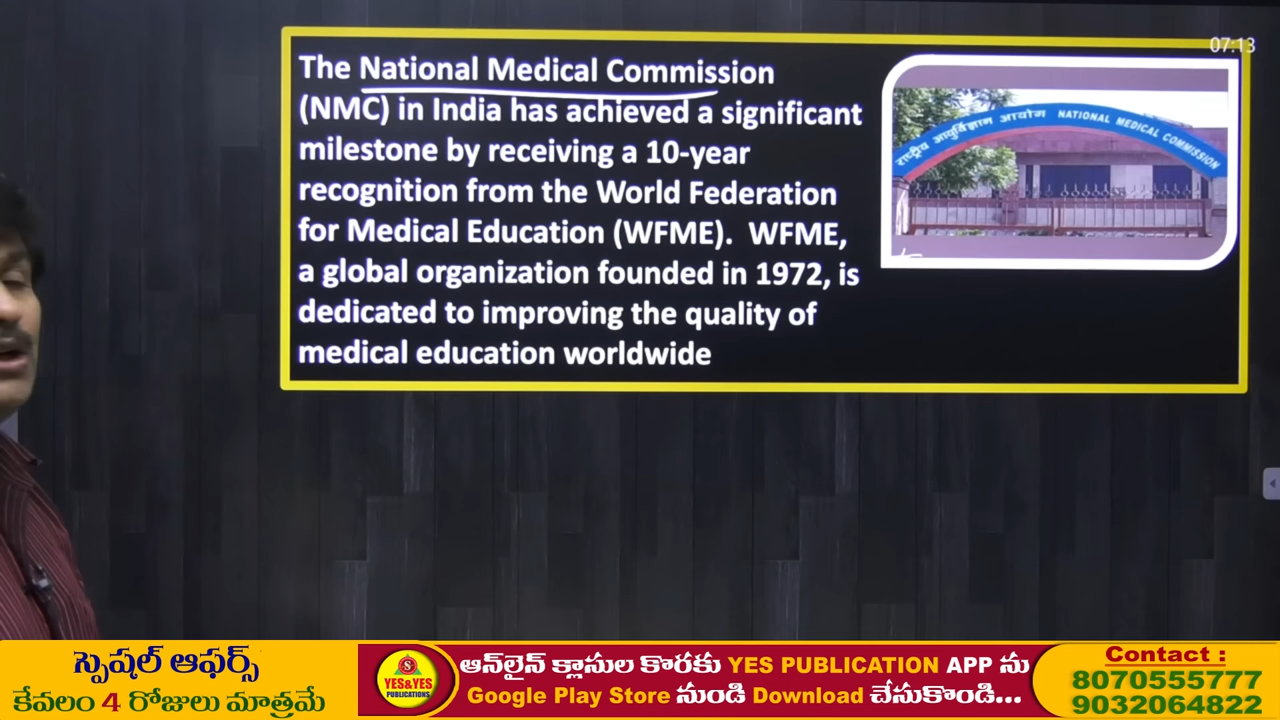 07:13
The National Medical Commission
(NMC) in India has achieved a significant
milestone by receiving a 10-year
recognition from the World Federation
for Medical Education (WFME). WFME,
a global organization founded in 1972, is
dedicated to improving the quality of
medical education worldwide
राष्ट्रीय आयुर्विज्ञान आयोग NATIONAL MEDICAL COMMISSION
స్పెషల్ ఆఫర్స్
కేవలం 4 రోజులు మాత్రమే
S
YES&YES
PUBLICATIONS
ఆన్‌లైన్ క్లాసుల కొరకు YES PUBLICATION APP ను
Google Play Store నుండి Download చేసుకొండి...
Contact :
8070555777
9032064822